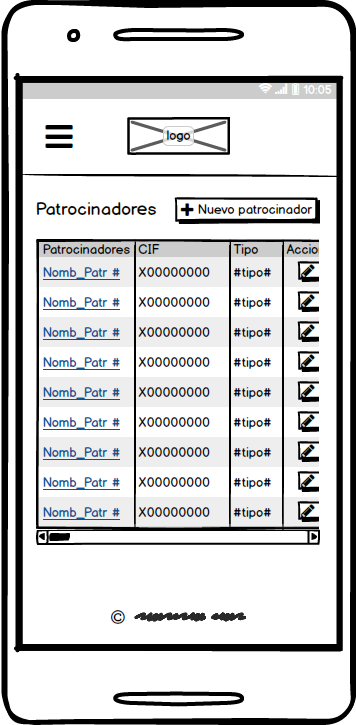 10:05
logo
Patrocinadores
Nuevo patrocinador
Patrocinadores CIF Tipo Accio
Nomb_Patr # X00000000 #tipo#
Nomb_Patr # X00000000 #tipo#
Nomb_Patr # X00000000 #tipo#
Nomb_Patr # X00000000 #tipo#
Nomb_Patr # X00000000 #tipo#
Nomb_Patr # X00000000 #tipo#
Nomb_Patr # X00000000 #tipo#
Nomb_Patr # X00000000 #tipo#
Nomb_Patr # X00000000 #tipo#
©